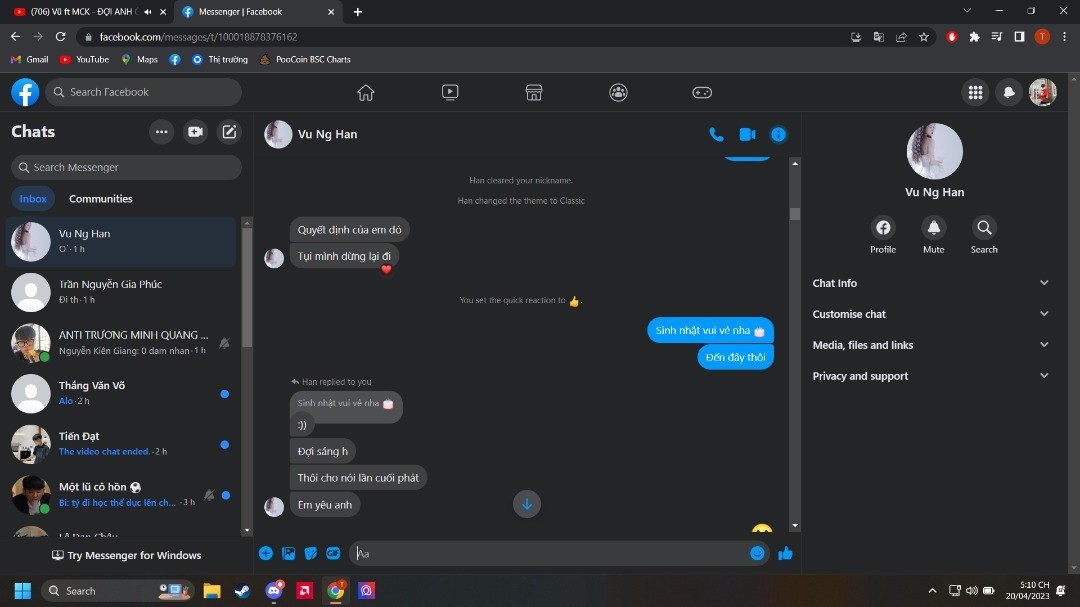 (706) Vũ ft MCK - ĐỢI ANH
Messenger | Facebook
facebook.com/messages/t/100018878376162
Gmail
YouTube
Maps
Thị trường
PooCoin BSC Charts
Search Facebook
Chats
Search Messenger
Inbox
Communities
Vu Ng Han
1 h
Trần Nguyễn Gia Phúc
Đi th · 1 h
ANTI TRƯƠNG MINH QUANG ...
Nguyễn Kiên Giang: 0 dam nhan · 1 h
Thắng Văn Võ
Alo · 2 h
Tiến Đạt
The video chat ended. · 2 h
Một lũ cô hồn ⚽
Bi: tý đi học thể dục lên ch... · 3 h
Try Messenger for Windows
Vu Ng Han
Han cleared your nickname.
Han changed the theme to Classic
Quyết định của em đó
Tụi mình dừng lại đi
You set the quick reaction to 👍.
Sinh nhật vui vẻ nha 🎂
Đến đây thôi
Han replied to you
Sinh nhật vui vẻ nha 🎂
:))
Đợi sáng h
Thôi cho nói lần cuối phát
Em yêu anh
Aa
GIF
Vu Ng Han
Profile
Mute
Search
Chat Info
Customise chat
Media, files and links
Privacy and support
Search
5:10 CH
20/04/2023